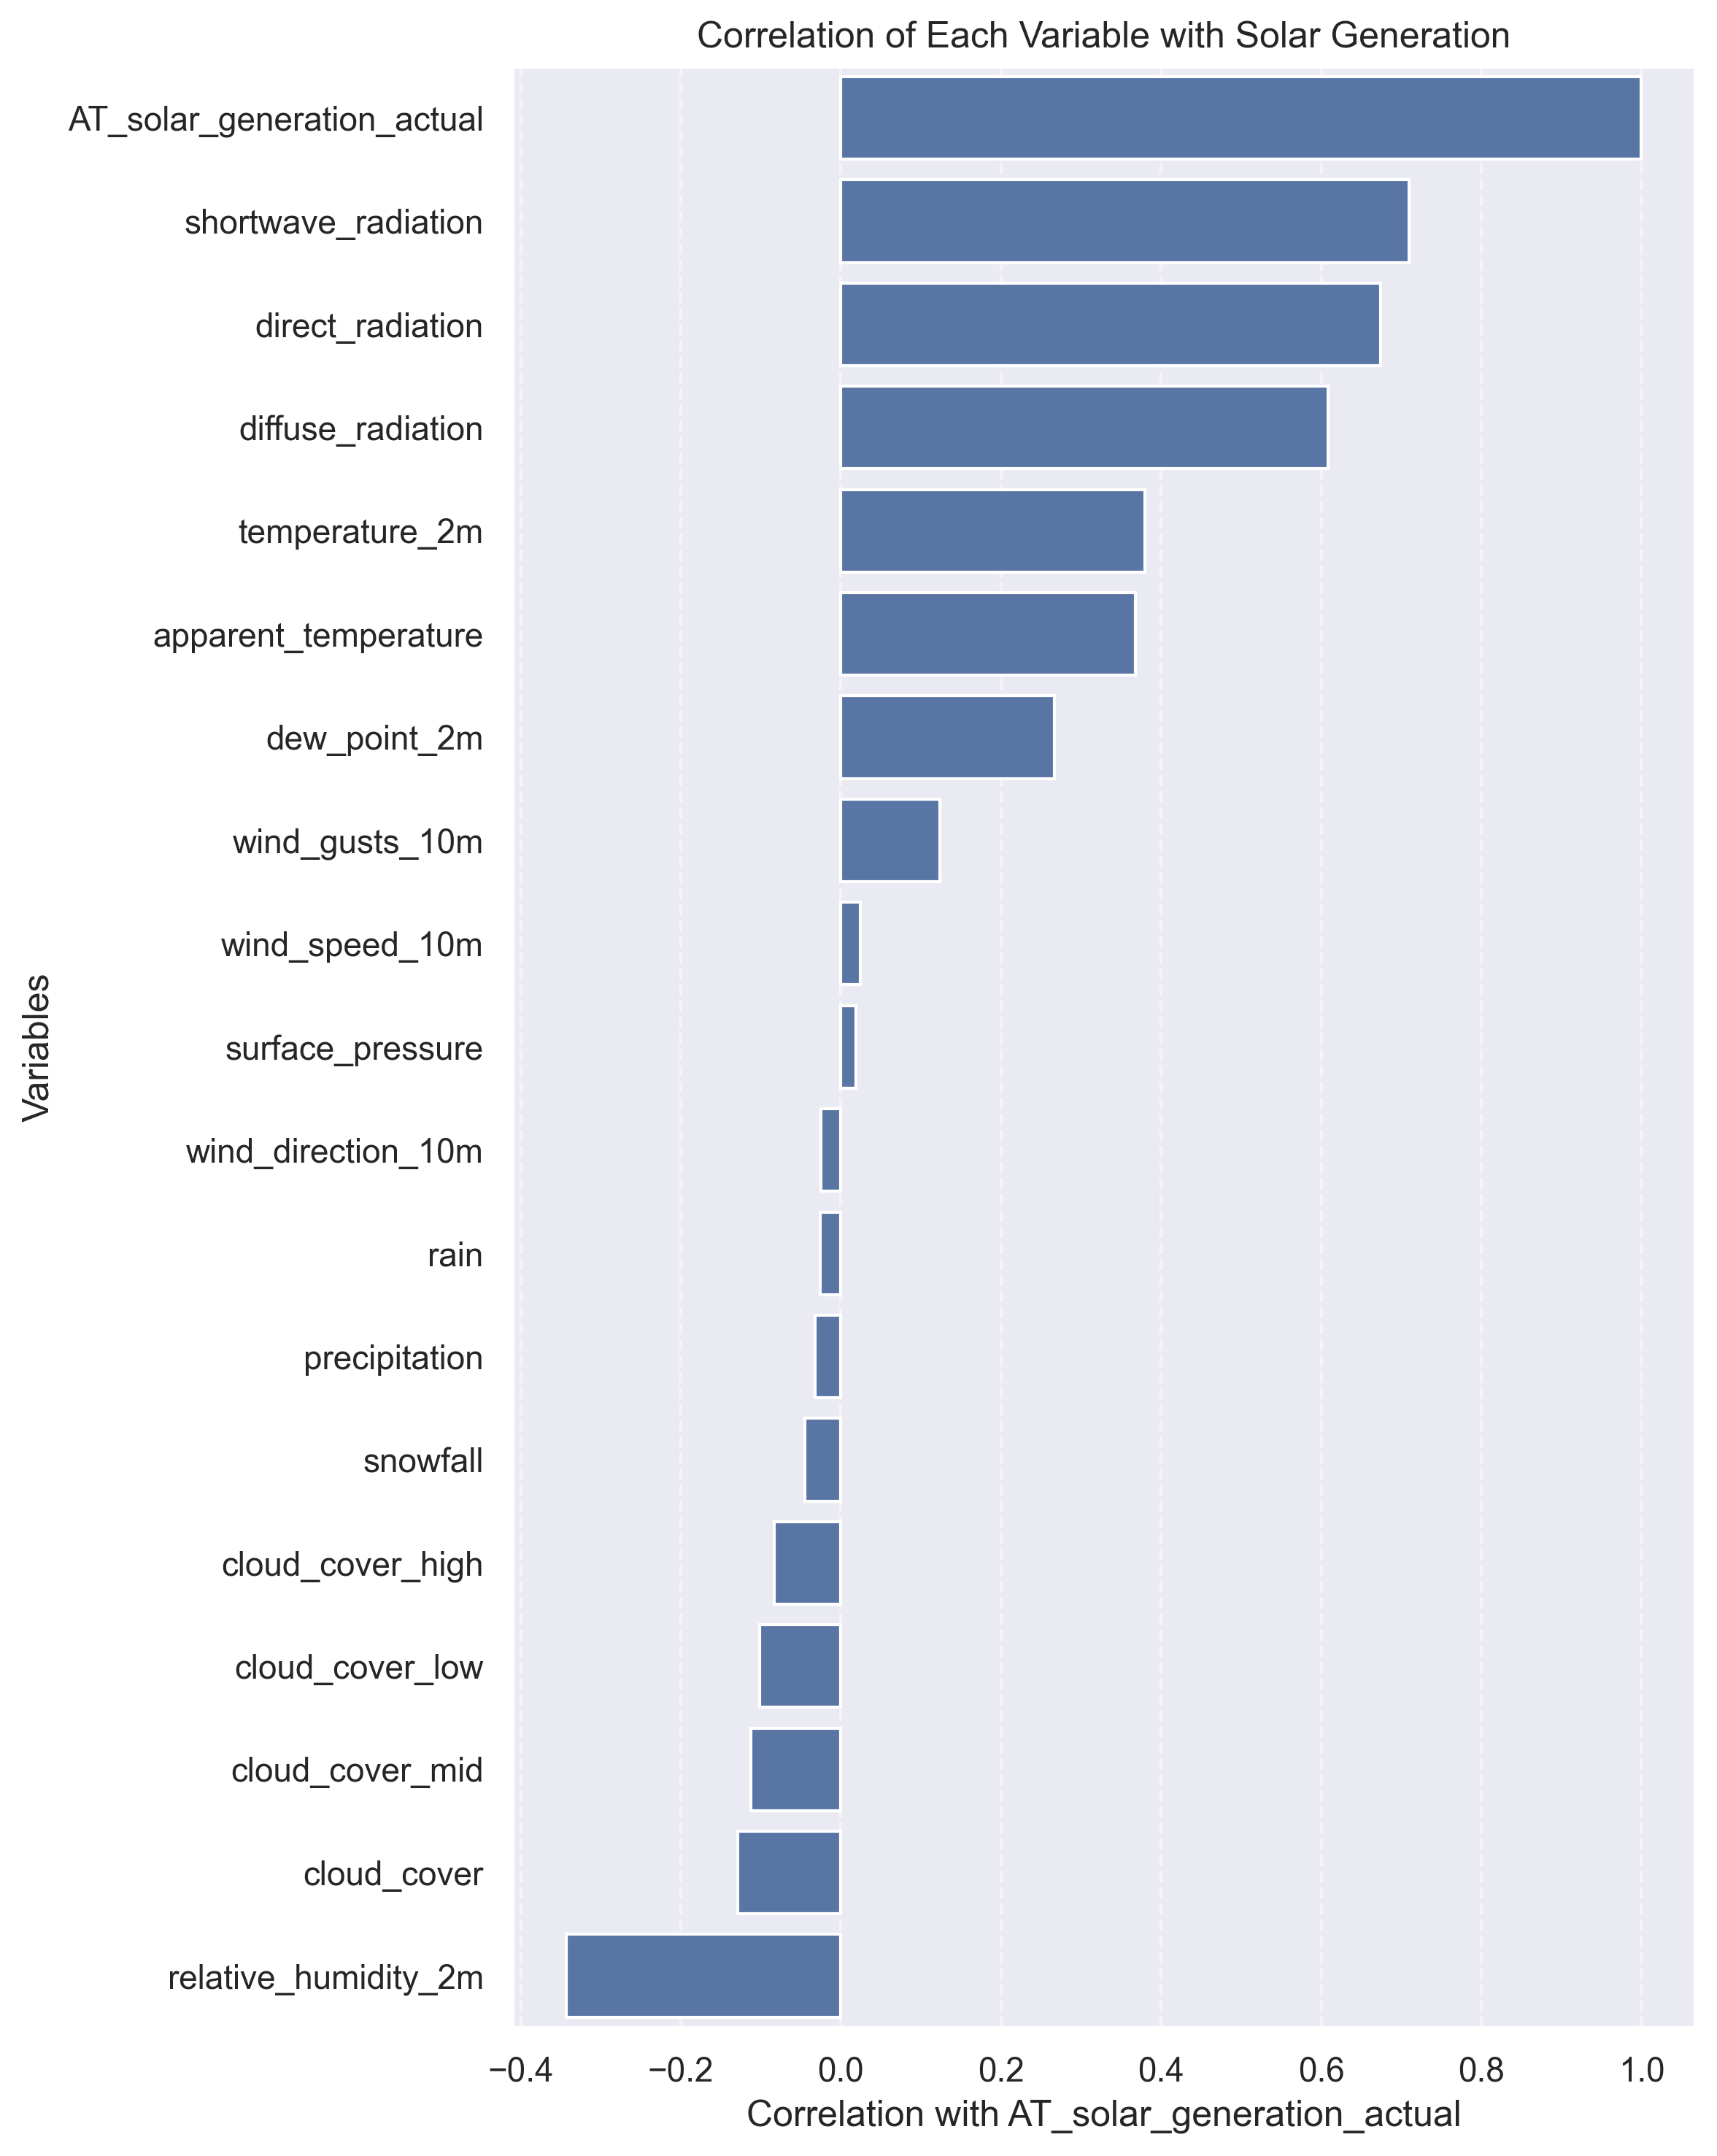 Correlation of Each Variable with Solar Generation
AT_solar_generation_actual
shortwave_radiation
direct_radiation
diffuse_radiation
temperature_2m
apparent_temperature
dew_point_2m
wind_gusts_10m
wind_speed_10m
surface_pressure
wind_direction_10m
rain
precipitation
snowfall
cloud_cover_high
cloud_cover_low
cloud_cover_mid
cloud_cover
relative_humidity_2m
Variables
−0.4 −0.2 0.0 0.2 0.4 0.6 0.8 1.0
Correlation with AT_solar_generation_actual